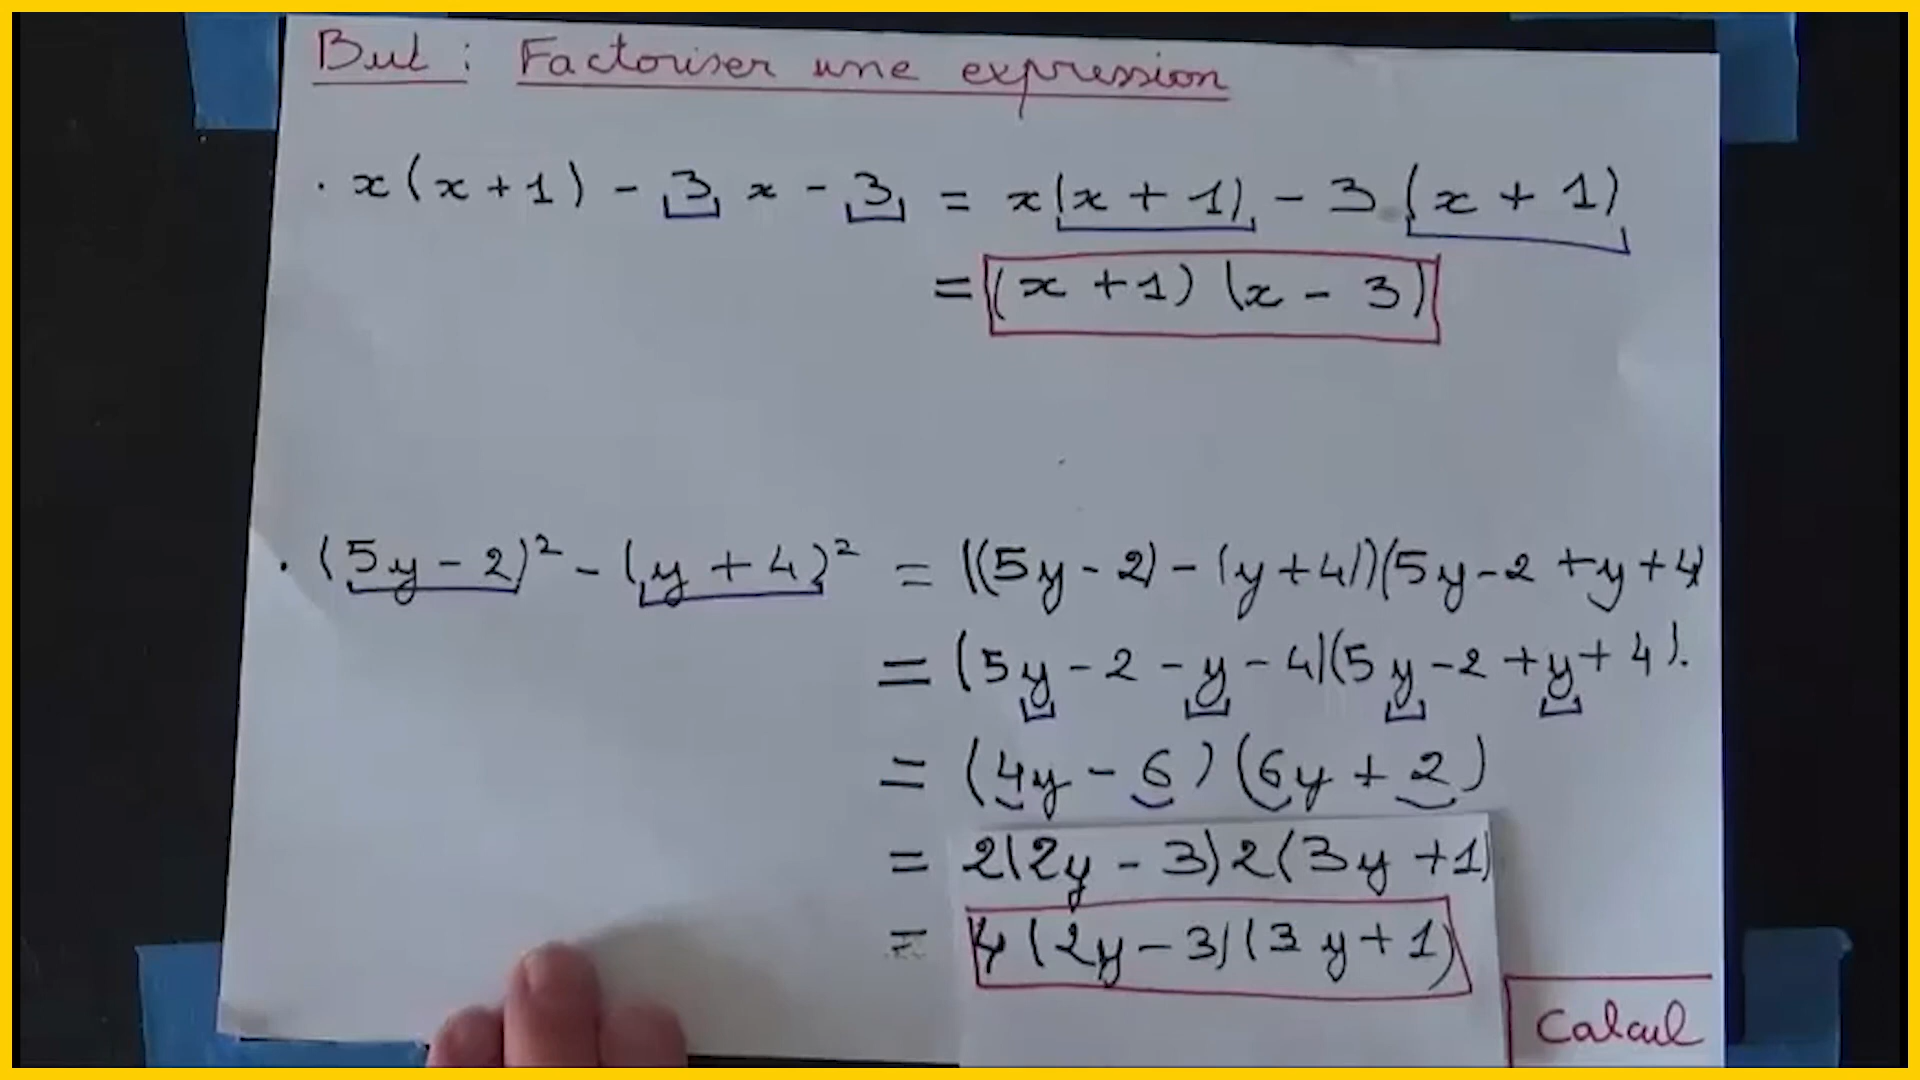 But : Factoriser une expression
· x(x+1) - 3x - 3 = x(x+1) - 3(x+1)
= (x+1)(x-3)
· (5y-2)² - (y+4)² = ((5y-2)-(y+4))(5y-2+y+4)
= (5y-2-y-4)(5y-2+y+4).
= (4y-6)(6y+2)
= 2(2y-3)2(3y+1)
= 4(2y-3)(3y+1)
Calcul